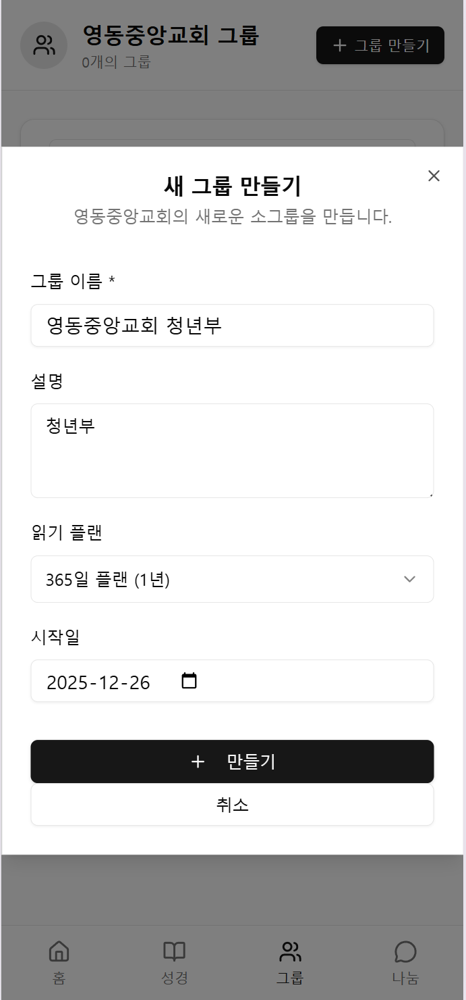 영동중앙교회 그룹
0개의 그룹
그룹 만들기
새 그룹 만들기
영동중앙교회의 새로운 소그룹을 만듭니다.
그룹 이름 *
영동중앙교회 청년부
설명
청년부
읽기 플랜
365일 플랜 (1년)
시작일
2025-12-26
만들기
취소
홈
성경
그룹
나눔